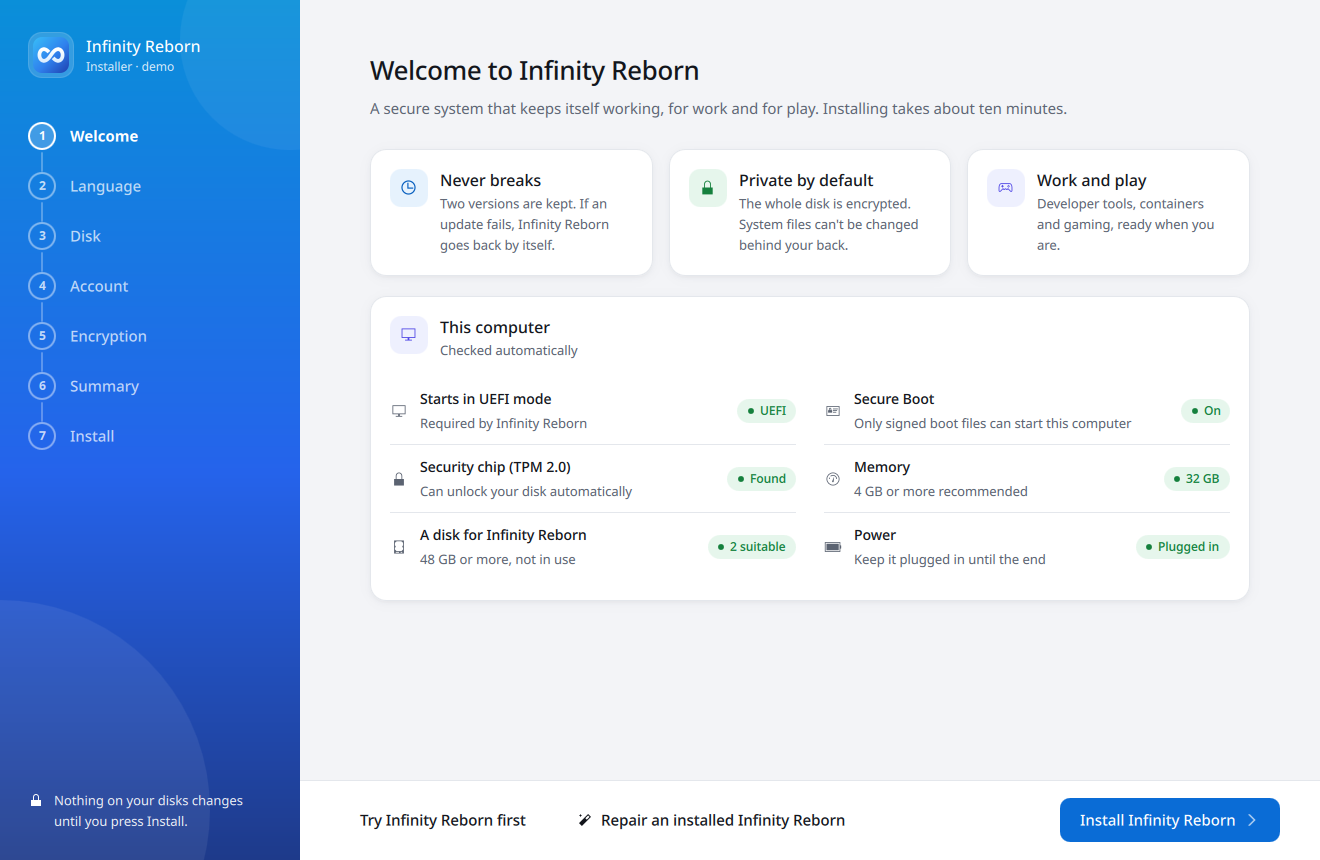 Infinity Reborn
Installer · demo
1 Welcome
2 Language
3 Disk
4 Account
5 Encryption
6 Summary
7 Install
Nothing on your disks changes
until you press Install.
Welcome to Infinity Reborn
A secure system that keeps itself working, for work and for play. Installing takes about ten minutes.
Never breaks
Two versions are kept. If an
update fails, Infinity Reborn
goes back by itself.
Private by default
The whole disk is encrypted.
System files can't be changed
behind your back.
Work and play
Developer tools, containers
and gaming, ready when you
are.
This computer
Checked automatically
Starts in UEFI mode
Required by Infinity Reborn
UEFI
Secure Boot
Only signed boot files can start this computer
On
Security chip (TPM 2.0)
Can unlock your disk automatically
Found
Memory
4 GB or more recommended
32 GB
A disk for Infinity Reborn
48 GB or more, not in use
2 suitable
Power
Keep it plugged in until the end
Plugged in
Try Infinity Reborn first
Repair an installed Infinity Reborn
Install Infinity Reborn